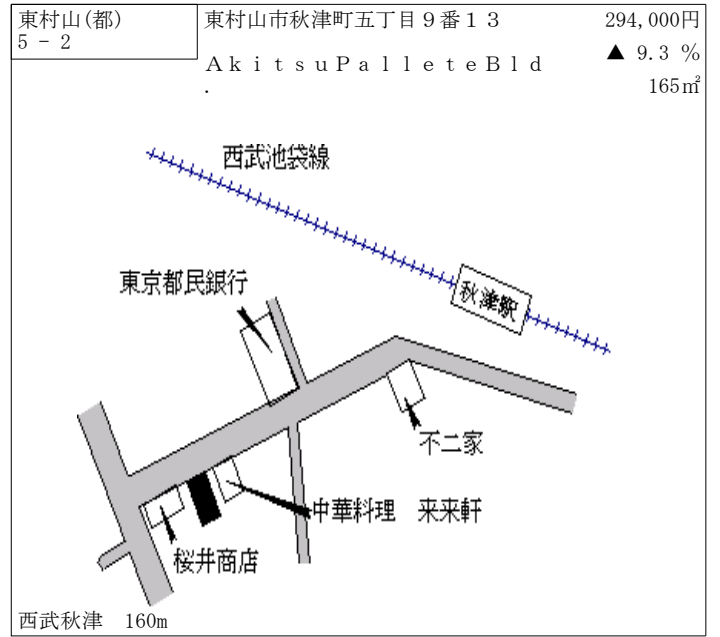 東村山(都)
5 - 2
東村山市秋津町五丁目９番１３
ＡｋｉｔｓｕＰａｌｌｅｔｅＢｌｄ
．
294,000円
▲ 9.3 %
165㎡
西武池袋線
秋津駅
東京都民銀行
不二家
中華料理　来来軒
桜井商店
西武秋津　160m